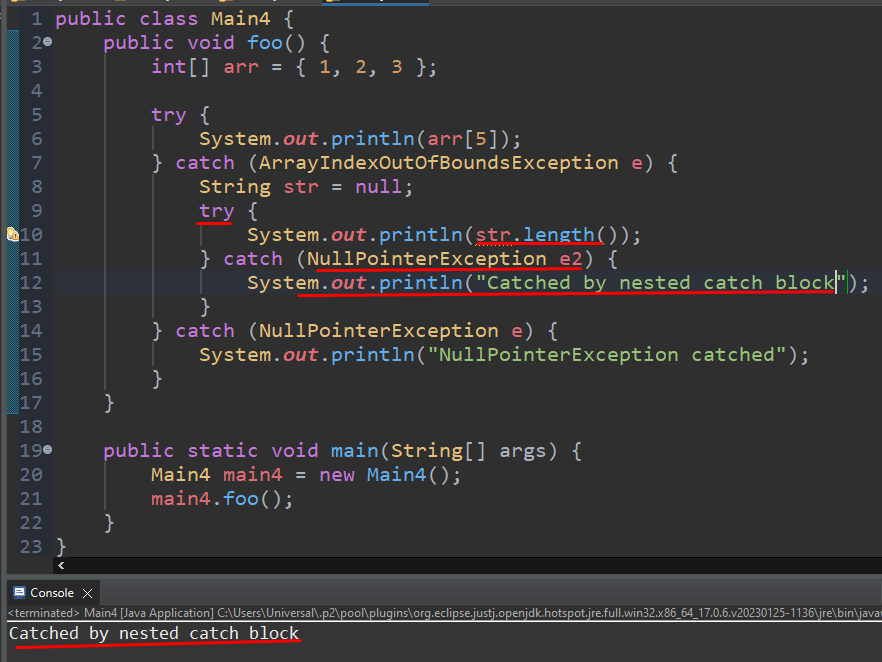 1 public class Main4 {
2 public void foo() {
3 int[] arr = { 1, 2, 3 };
4
5 try {
6 System.out.println(arr[5]);
7 } catch (ArrayIndexOutOfBoundsException e) {
8 String str = null;
9 try {
10 System.out.println(str.length());
11 } catch (NullPointerException e2) {
12 System.out.println("Catched by nested catch block");
13 }
14 } catch (NullPointerException e) {
15 System.out.println("NullPointerException catched");
16 }
17 }
18
19 public static void main(String[] args) {
20 Main4 main4 = new Main4();
21 main4.foo();
22 }
23 }
Console
<terminated> Main4 [Java Application] C:\Users\Universal\.p2\pool\plugins\org.eclipse.justj.openjdk.hotspot.jre.full.win32.x86_64_17.0.6.v20230125-1136\jre\bin\javaw
Catched by nested catch block